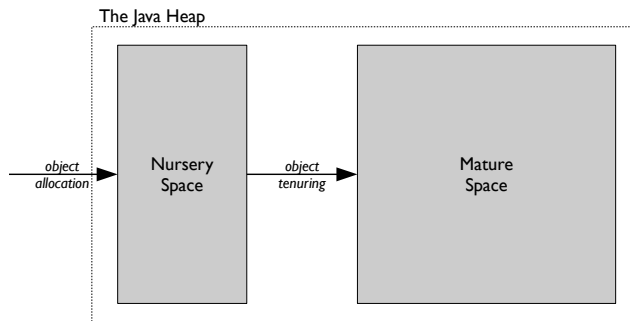 The Java Heap
object
allocation
Nursery
Space
object
tenuring
Mature
Space